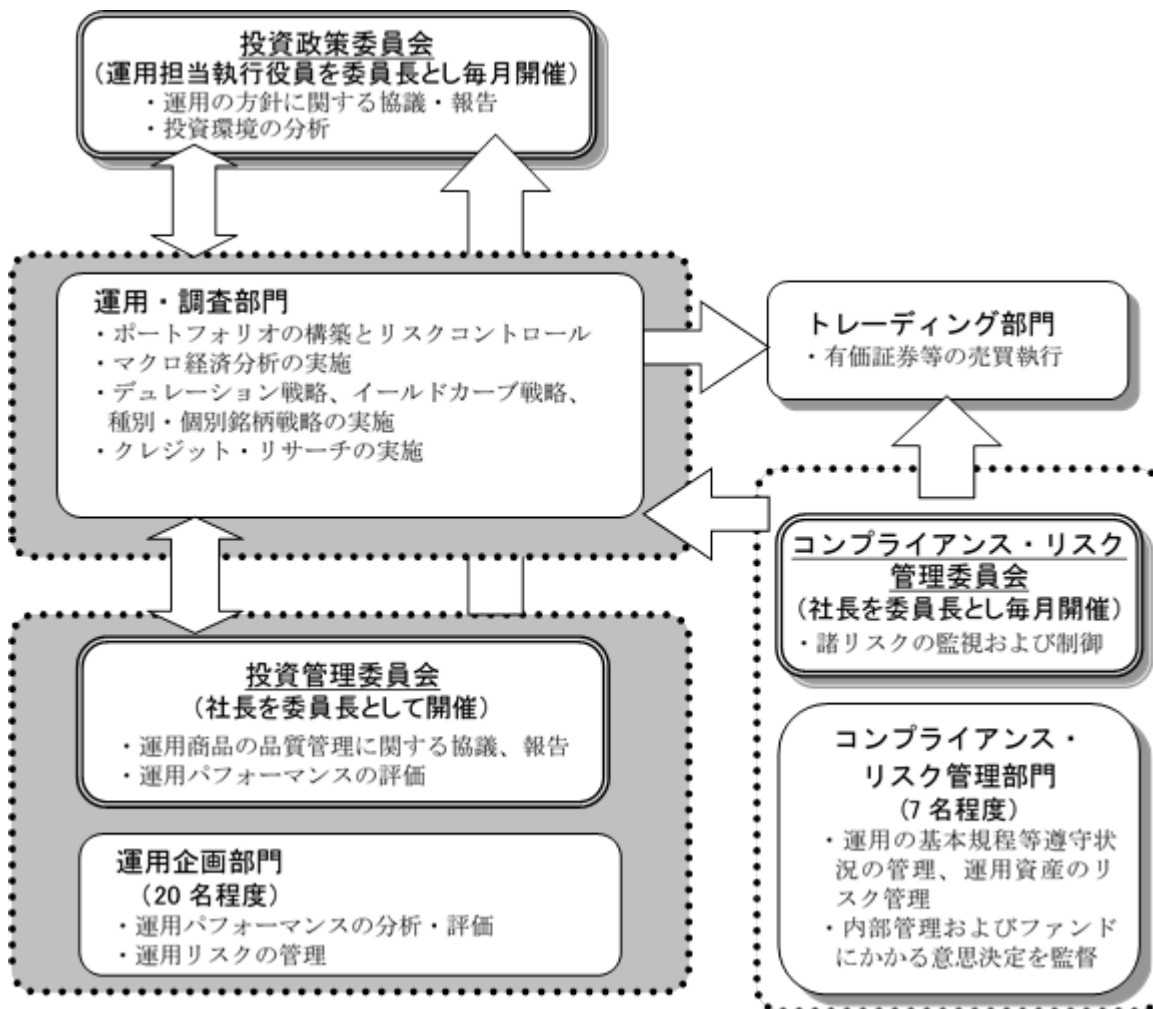 投資政策委員会
(運用担当執行役員を委員長とし毎月開催)
・運用の方針に関する協議・報告
・投資環境の分析
運用・調査部門
・ポートフォリオの構築とリスクコントロール
・マクロ経済分析の実施
・デュレーション戦略、イールドカーブ戦略、
種別・個別銘柄戦略の実施
・クレジット・リサーチの実施
トレーディング部門
・有価証券等の売買執行
コンプライアンス・リスク
管理委員会
(社長を委員長とし毎月開催)
・諸リスクの監視および制御
投資管理委員会
(社長を委員長として開催)
・運用商品の品質管理に関する協議、報告
・運用パフォーマンスの評価
運用企画部門
(20 名程度)
・運用パフォーマンスの分析・評価
・運用リスクの管理
コンプライアンス・
リスク管理部門
(7 名程度)
・運用の基本規程等遵守状
況の管理、運用資産のリ
スク管理
・内部管理およびファンド
にかかる意思決定を監督